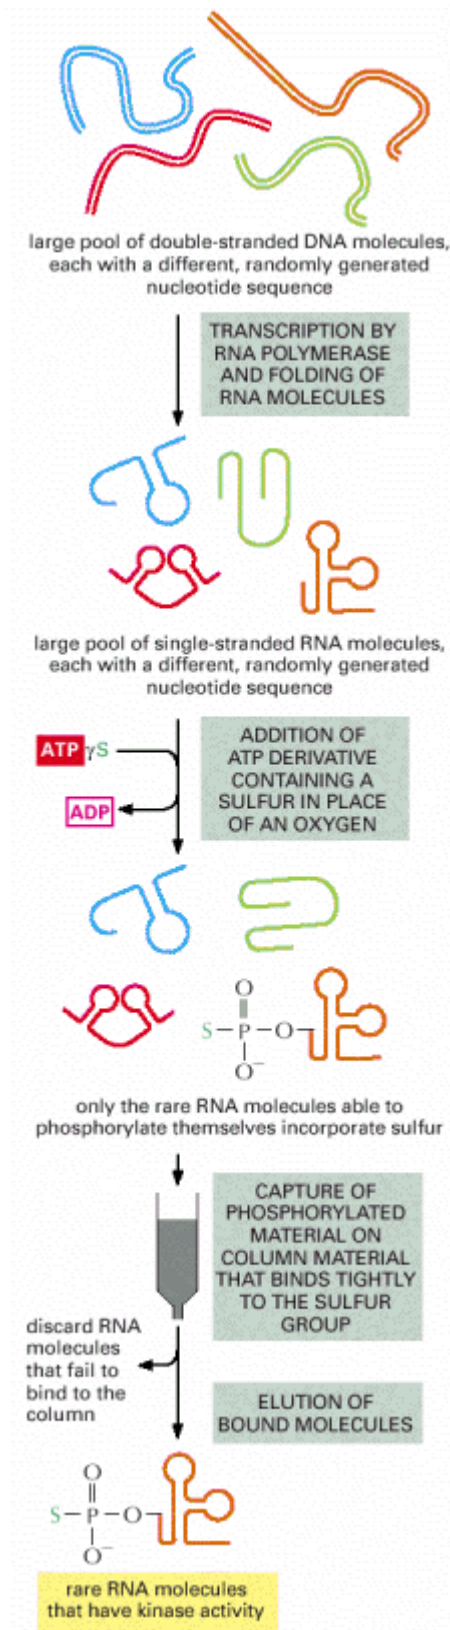 large pool of double-stranded DNA molecules,
each with a different, randomly generated
nucleotide sequence
TRANSCRIPTION BY
RNA POLYMERASE
AND FOLDING OF
RNA MOLECULES
large pool of single-stranded RNA molecules,
each with a different, randomly generated
nucleotide sequence
ATP γS
ADP
ADDITION OF
ATP DERIVATIVE
CONTAINING A
SULFUR IN PLACE
OF AN OXYGEN
O
S–P–O
O⁻
only the rare RNA molecules able to
phosphorylate themselves incorporate sulfur
CAPTURE OF
PHOSPHORYLATED
MATERIAL ON
COLUMN MATERIAL
THAT BINDS TIGHTLY
TO THE SULFUR
GROUP
discard RNA
molecules
that fail to
bind to the
column
ELUTION OF
BOUND MOLECULES
O
S–P–O
O⁻
rare RNA molecules
that have kinase activity